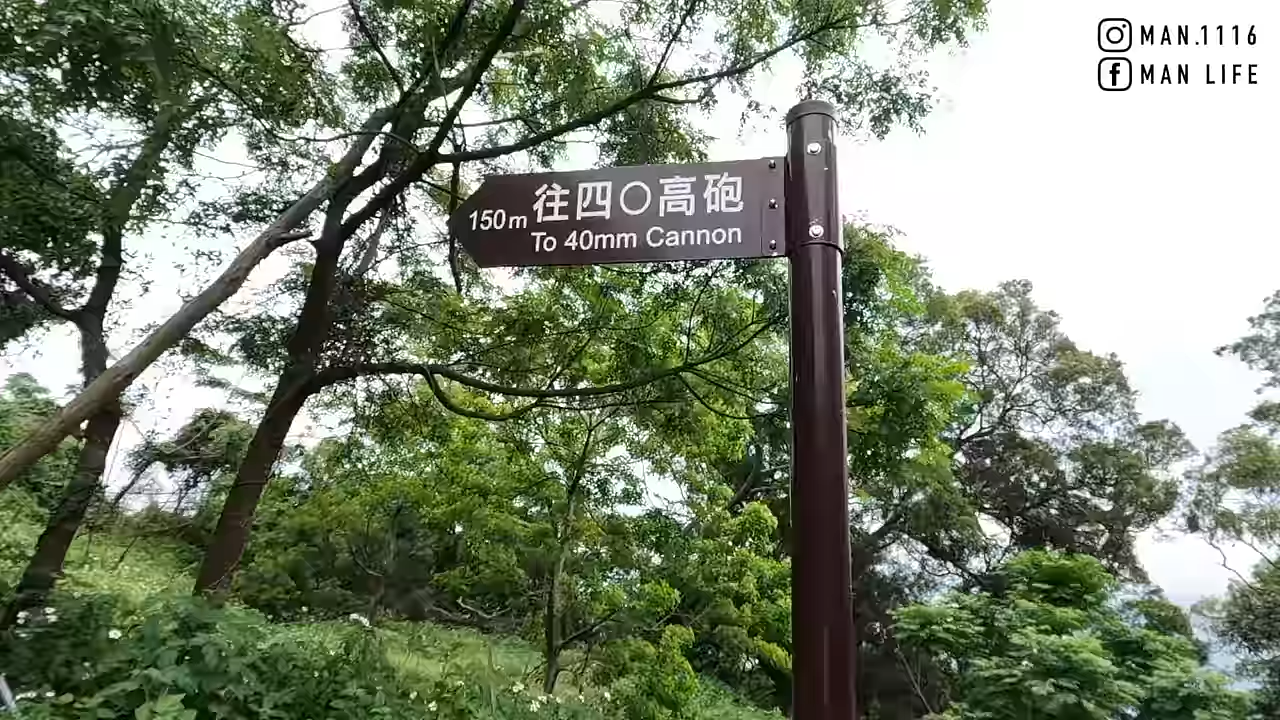 MAN.1116
MAN LIFE
150m 往四〇高砲
To 40mm Cannon